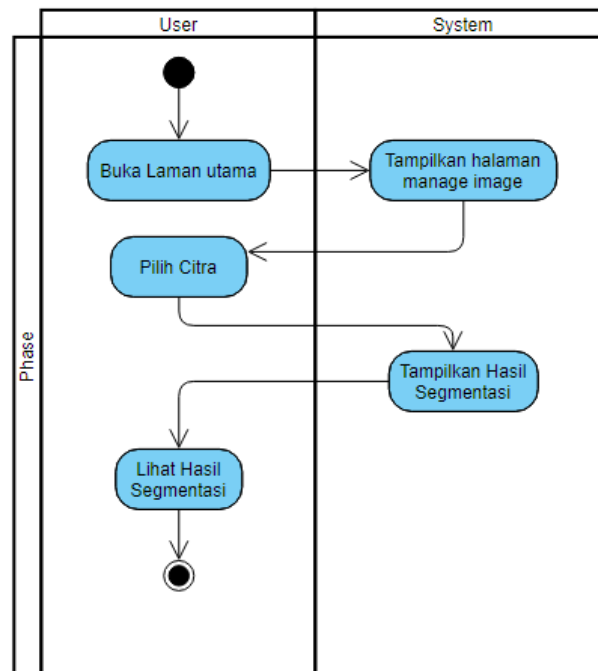 User
System
Phase
Buka Laman utama
Tampilkan halaman
manage image
Pilih Citra
Tampilkan Hasil
Segmentasi
Lihat Hasil
Segmentasi